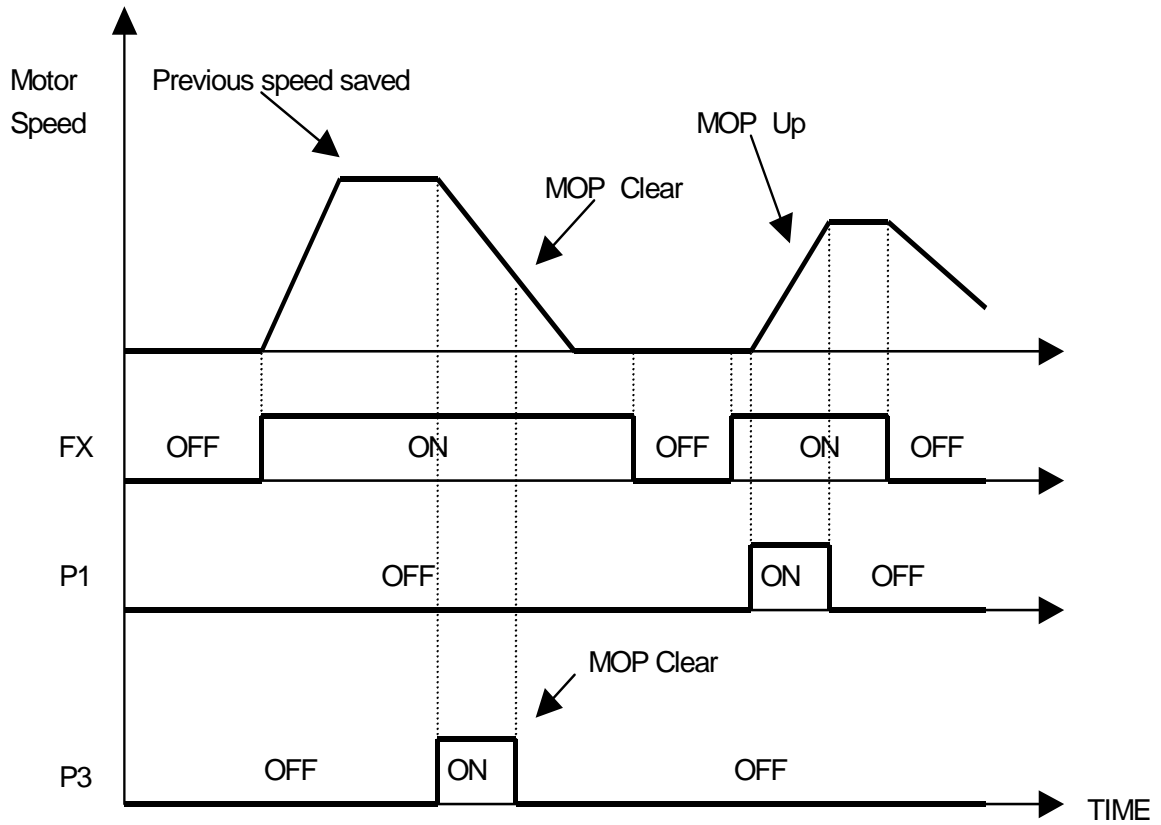 Motor
Speed
Previous speed saved
MOP Up
MOP Clear
FX
OFF
ON
OFF
ON
OFF
P1
OFF
ON
OFF
MOP Clear
P3
OFF
ON
OFF
TIME